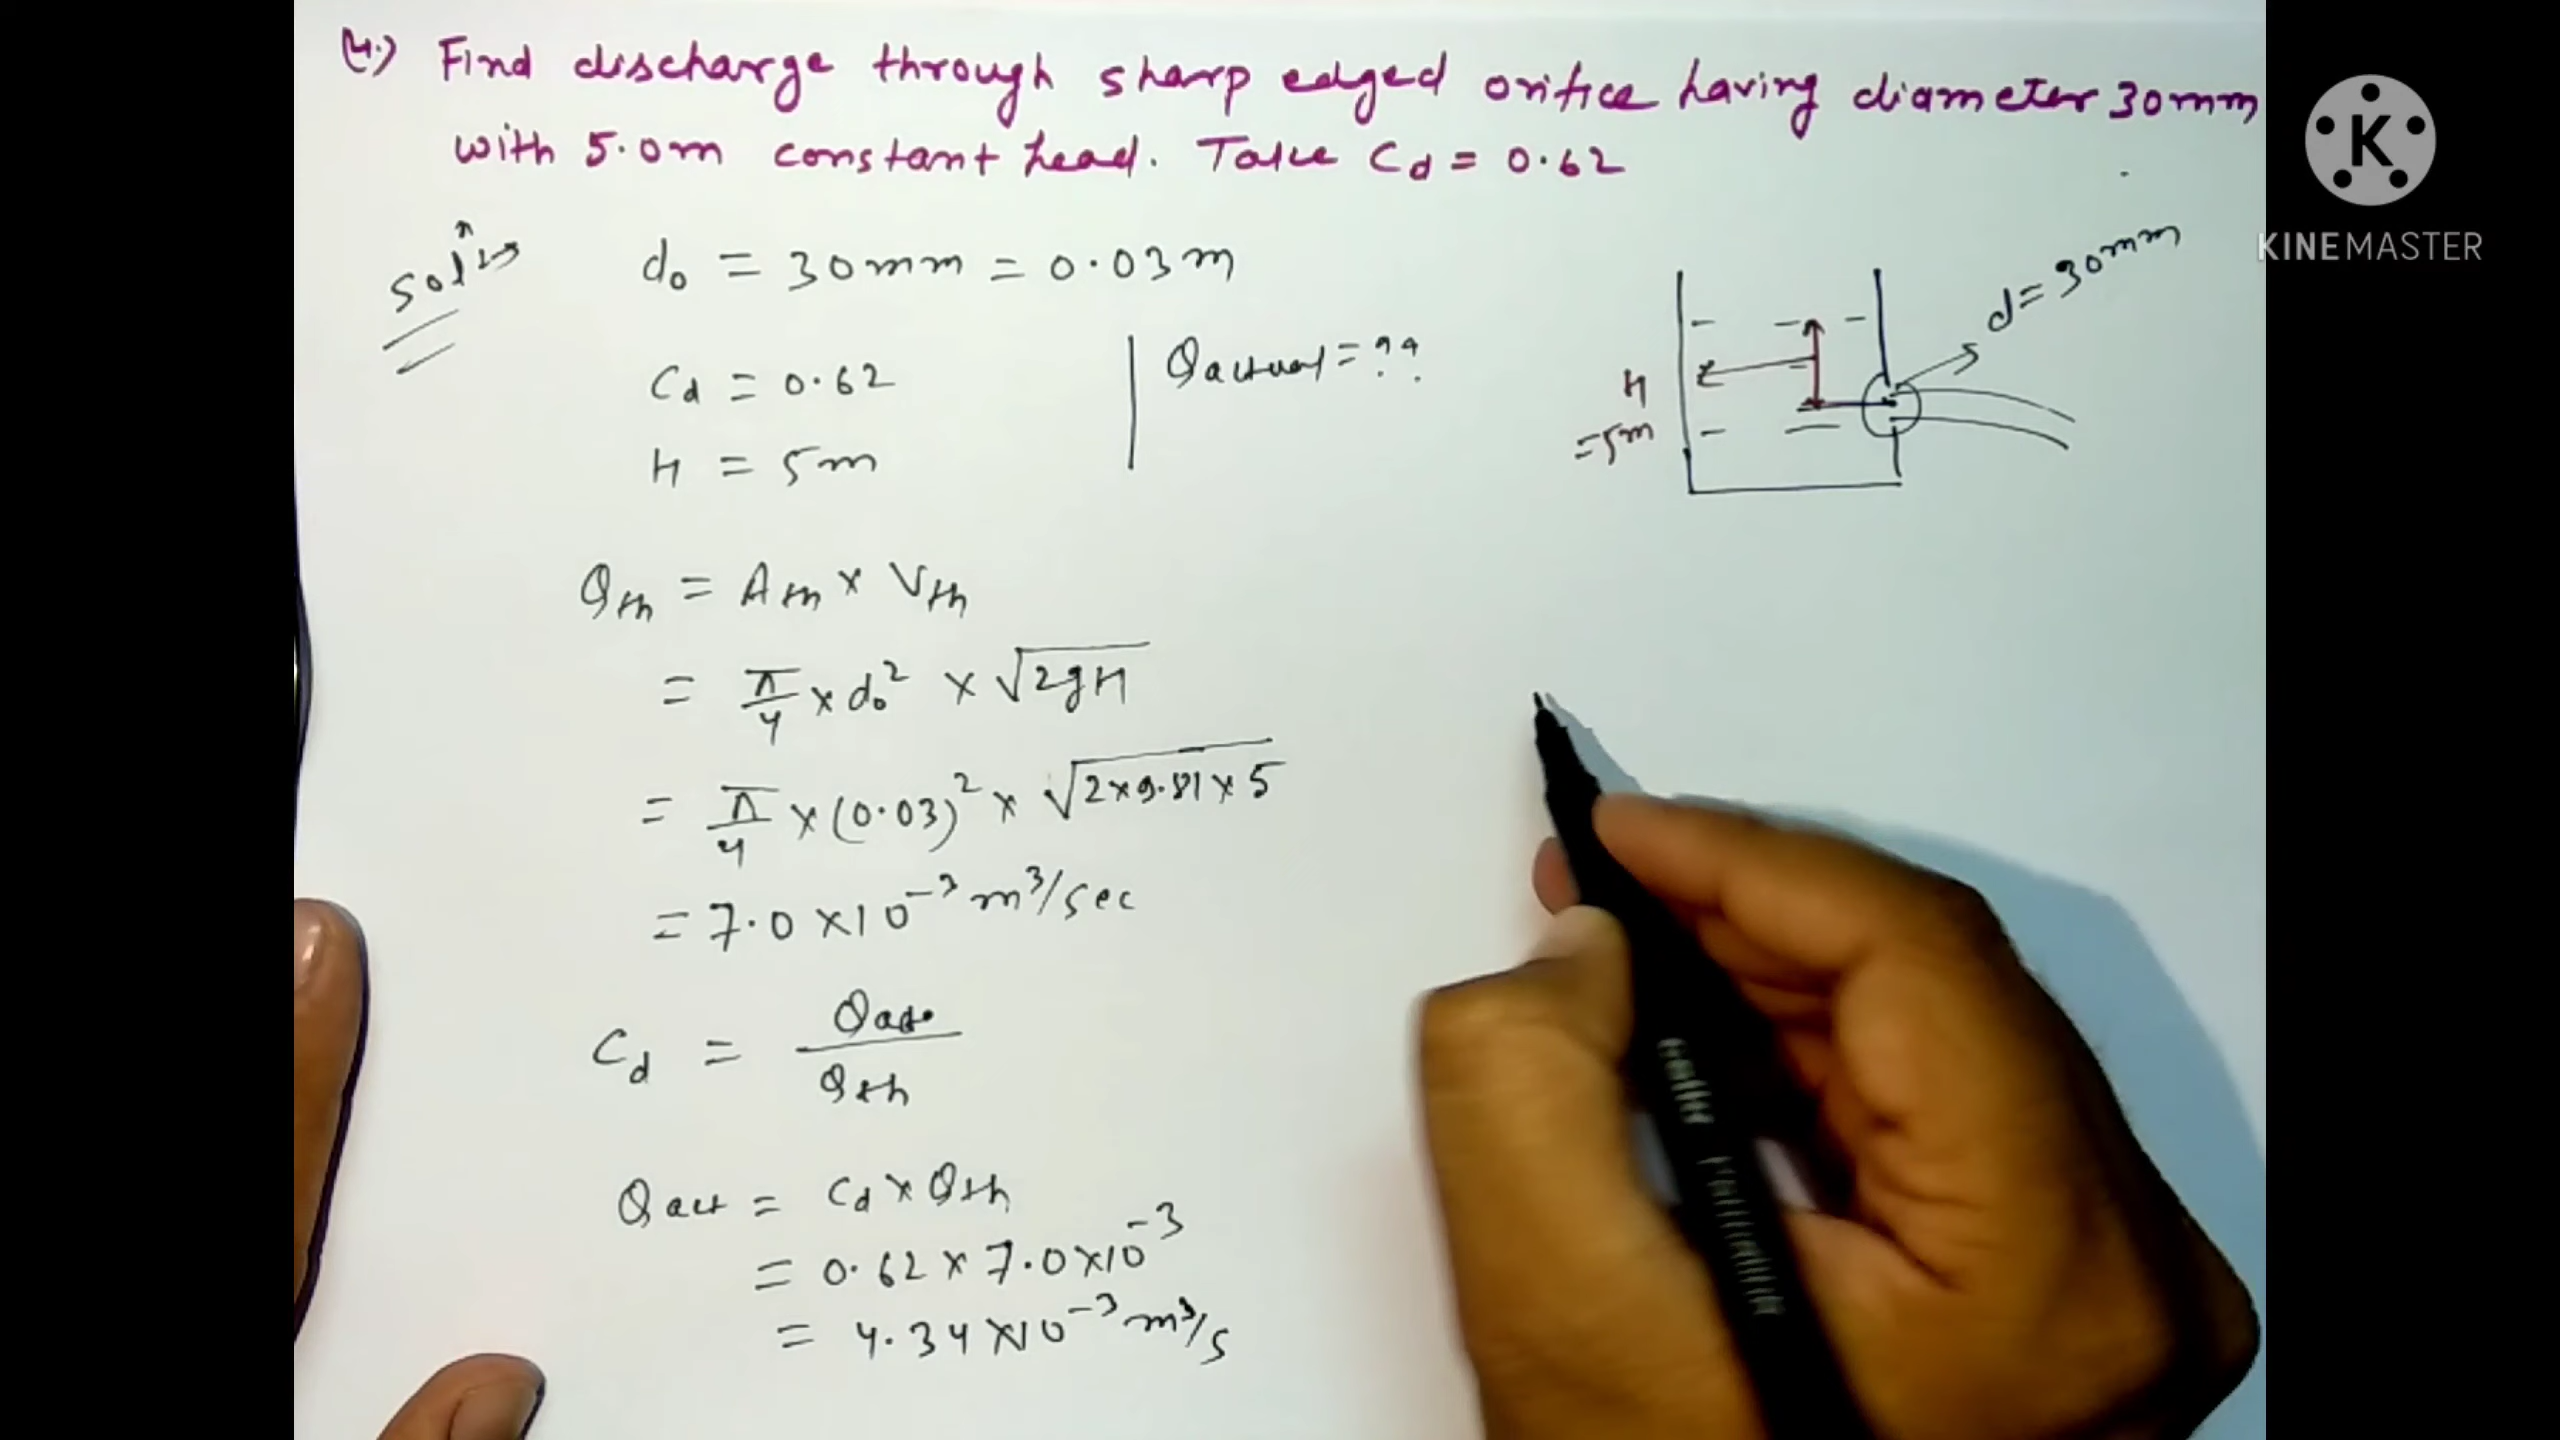 4.) Find discharge through sharp edged orifice having diameter 30mm
with 5.0m constant head. Take Cd = 0.62
KINEMASTER
Solⁿ
d₀ = 30mm = 0.03m
Cd = 0.62
H = 5m
Qactual = ??
d = 30mm
H
= 5m
Qth = Ath × Vth
= π/4 × d₀² × √2gH
= π/4 × (0.03)² × √2×9.81×5
= 7.0 × 10⁻³ m³/sec
Cd = Qact/Qth
Qact = Cd × Qth
= 0.62 × 7.0×10⁻³
= 4.34×10⁻³ m³/s